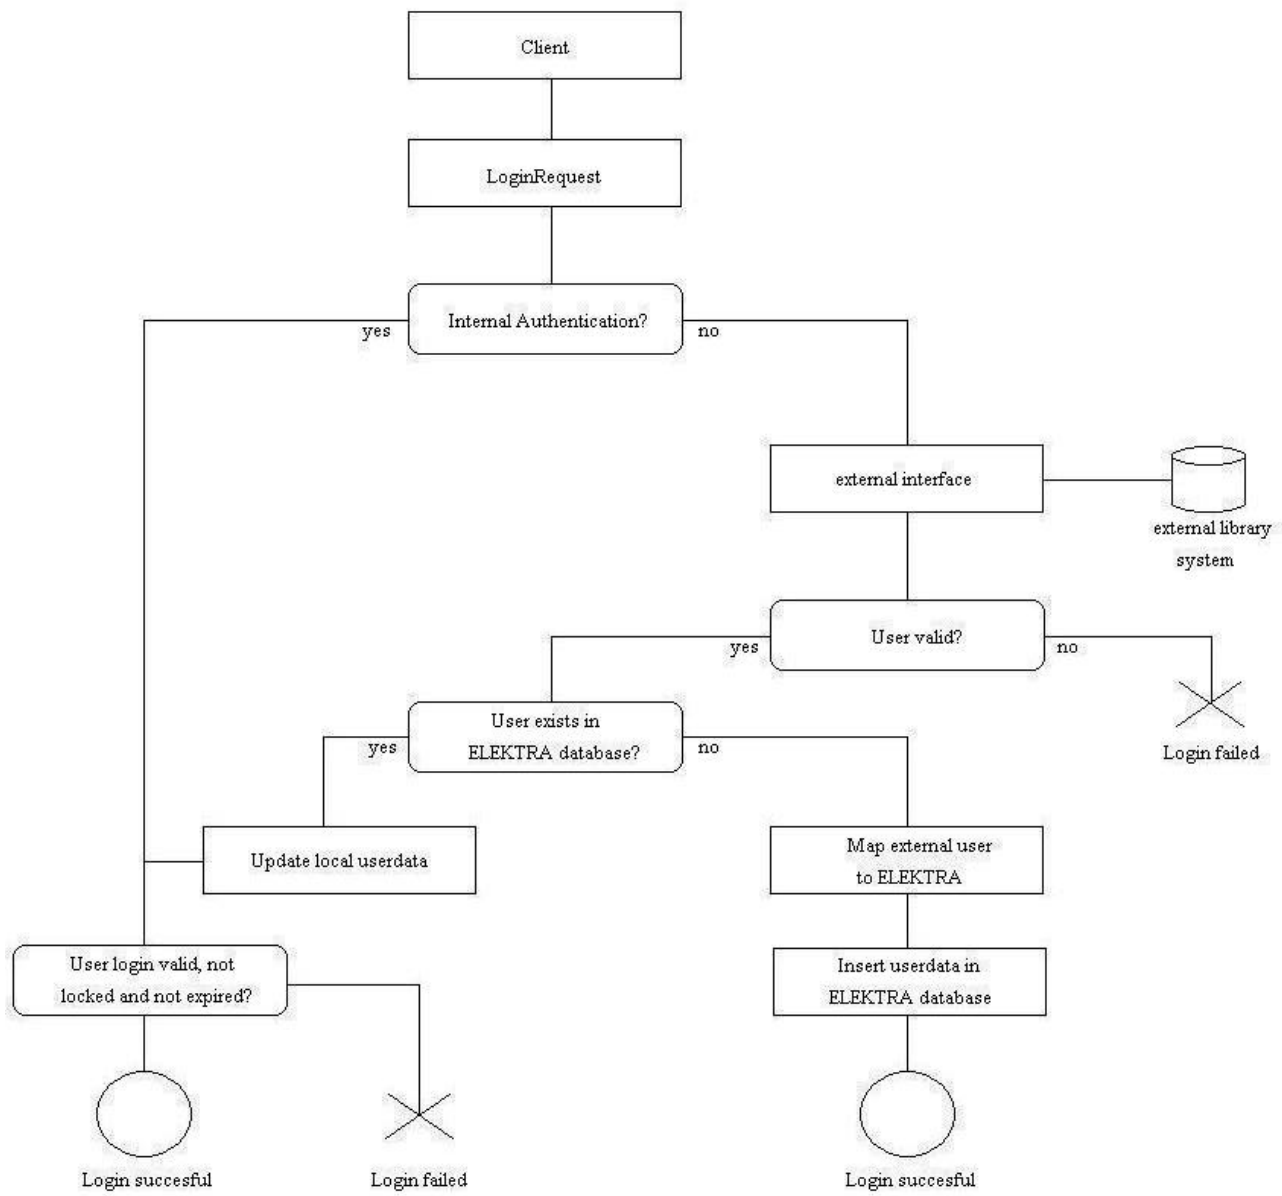 Client
LoginRequest
Internal Authentication?
yes
no
external interface
external library
system
User valid?
yes
no
User exists in
ELEKTRA database?
yes
no
Login failed
Update local userdata
Map external user
to ELEKTRA
User login valid, not
locked and not expired?
Insert userdata in
ELEKTRA database
Login succesful
Login failed
Login succesful